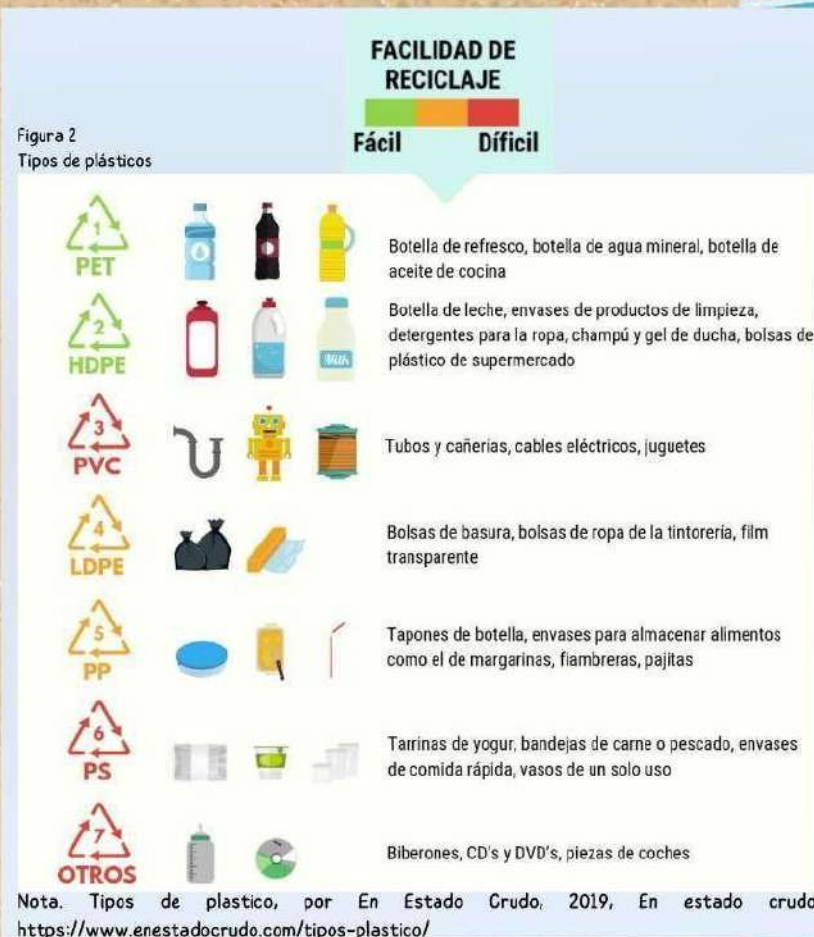 FACILIDAD DE
RECICLAJE
Fácil Díficil
Figura 2
Tipos de plásticos
1
PET
Botella de refresco, botella de agua mineral, botella de
aceite de cocina
2
HDPE
Milk
Botella de leche, envases de productos de limpieza,
detergentes para la ropa, champú y gel de ducha, bolsas de
plástico de supermercado
3
PVC
Tubos y cañerias, cables eléctricos, juguetes
4
LDPE
Bolsas de basura, bolsas de ropa de la tintorería, film
transparente
5
PP
Tapones de botella, envases para almacenar alimentos
como el de margarinas, fiambreras, pajitas
6
PS
Tarrinas de yogur, bandejas de carne o pescado, envases
de comida rápida, vasos de un solo uso
7
OTROS
Biberones, CD's y DVD's, piezas de coches
Nota. Tipos de plastico, por En Estado Crudo, 2019, En estado crudo
https://www.enestadocrudo.com/tipos-plastico/